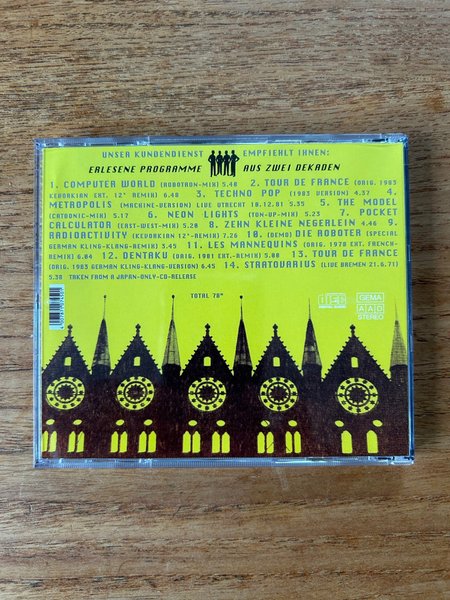 UNSER KUNDENDIENST EMPFIEHLT IHNEN:
ERLESENE PROGRAMME AUS ZWEI DEKADEN
1. COMPUTER WORLD (ROBOTRON-MIX) 5.48 2. TOUR DE FRANCE (ORIG. 1983
KEVORKIAN EXT. 12" REMIX) 6.48 3. TECHNO POP (1983 VERSION) 4.37 4.
METROPOLIS (MACHINE-VERSION) LIVE UTRECHT 18.12.81 5.35 5. THE MODEL
(CATDONIC-MIX) 5.17 6. NEON LIGHTS (TON-UP-MIX) 5.23 7. POCKET
CALCULATOR (EAST-WEST-MIX) 5.28 8. ZEHN KLEINE NEGERLEIN 4.46 9.
RADIOACTIVITY (KEVORKIAN 12"-REMIX) 7.26 10. (DEMO) DIE ROBOTER (SPECIAL
GERMAN KLING-KLANG-REMIX) 3.45 11. LES MANNEQUINS (ORIG. 1978 EXT. FRENCH-
REMIX) 6.04 12. DENTAKU (ORIG. 1981 EXT.-REMIX) 5.00 13. TOUR DE FRANCE
(ORIG. 1983 GERMAN KLING-KLANG-VERSION) 6.45 14. STRATOVARIUS (LIVE BREMEN 21.6.71)
5.30 TAKEN FROM A JAPAN-ONLY-CD-RELEASE
TOTAL 78"
GEMA
AAD
STEREO